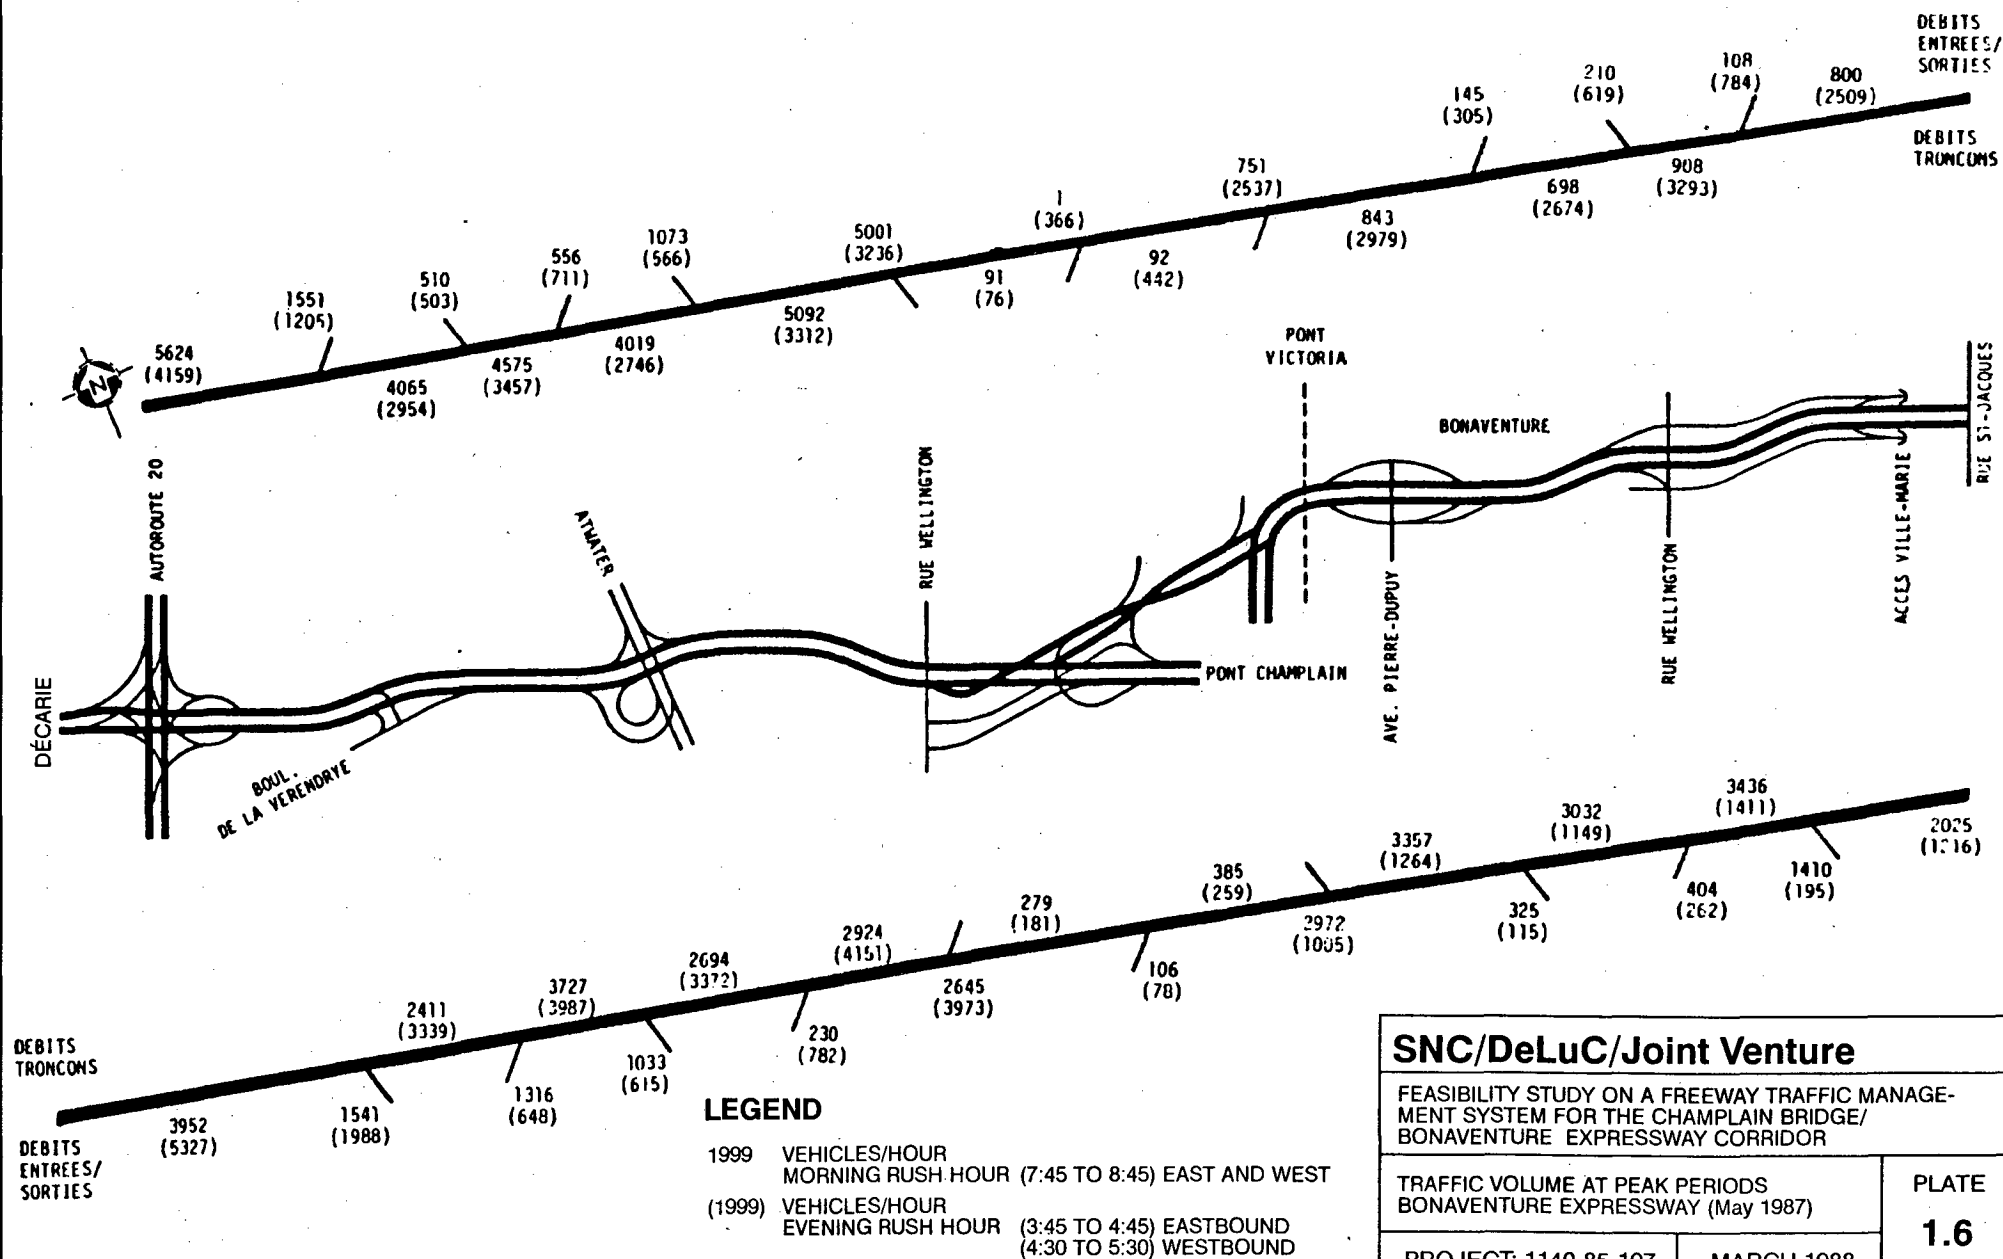 DEBITS
ENTREES/
SORTIES
DEBITS
TRONCONS
800
(2509)
108
(784)
908
(3293)
210
(619)
698
(2674)
145
(305)
843
(2979)
751
(2537)
92
(442)
1
(366)
91
(76)
5001
(3236)
5092
(3312)
1073
(566)
4019
(2746)
556
(711)
4575
(3457)
510
(503)
4065
(2954)
1551
(1205)
5624
(4159)
N
DÉCARIE
AUTOROUTE 20
BOUL.
DE LA VERENDRYE
ATWATER
RUE WELLINGTON
PONT CHAMPLAIN
PONT
VICTORIA
AVE. PIERRE-DUPUY
BONAVENTURE
RUE WELLINGTON
ACCES VILLE-MARIE
RUE ST-JACQUES
DEBITS
TRONCONS
DEBITS
ENTREES/
SORTIES
3952
(5327)
1541
(1988)
2411
(3339)
1316
(648)
3727
(3987)
1033
(615)
2694
(3372)
230
(782)
2924
(4151)
2645
(3973)
279
(181)
106
(78)
385
(259)
2972
(1005)
3357
(1264)
325
(115)
3032
(1149)
404
(262)
3436
(1411)
1410
(195)
2025
LEGEND
1999 VEHICLES/HOUR
MORNING RUSH HOUR (7:45 TO 8:45) EAST AND WEST
(1999) VEHICLES/HOUR
EVENING RUSH HOUR (3:45 TO 4:45) EASTBOUND
(4:30 TO 5:30) WESTBOUND
SNC/DeLuC/Joint Venture
FEASIBILITY STUDY ON A FREEWAY TRAFFIC MANAGE-
MENT SYSTEM FOR THE CHAMPLAIN BRIDGE/
BONAVENTURE EXPRESSWAY CORRIDOR
TRAFFIC VOLUME AT PEAK PERIODS
BONAVENTURE EXPRESSWAY (May 1987)
PLATE
1.6
PROJECT: 1140-85-107
MARCH 1988